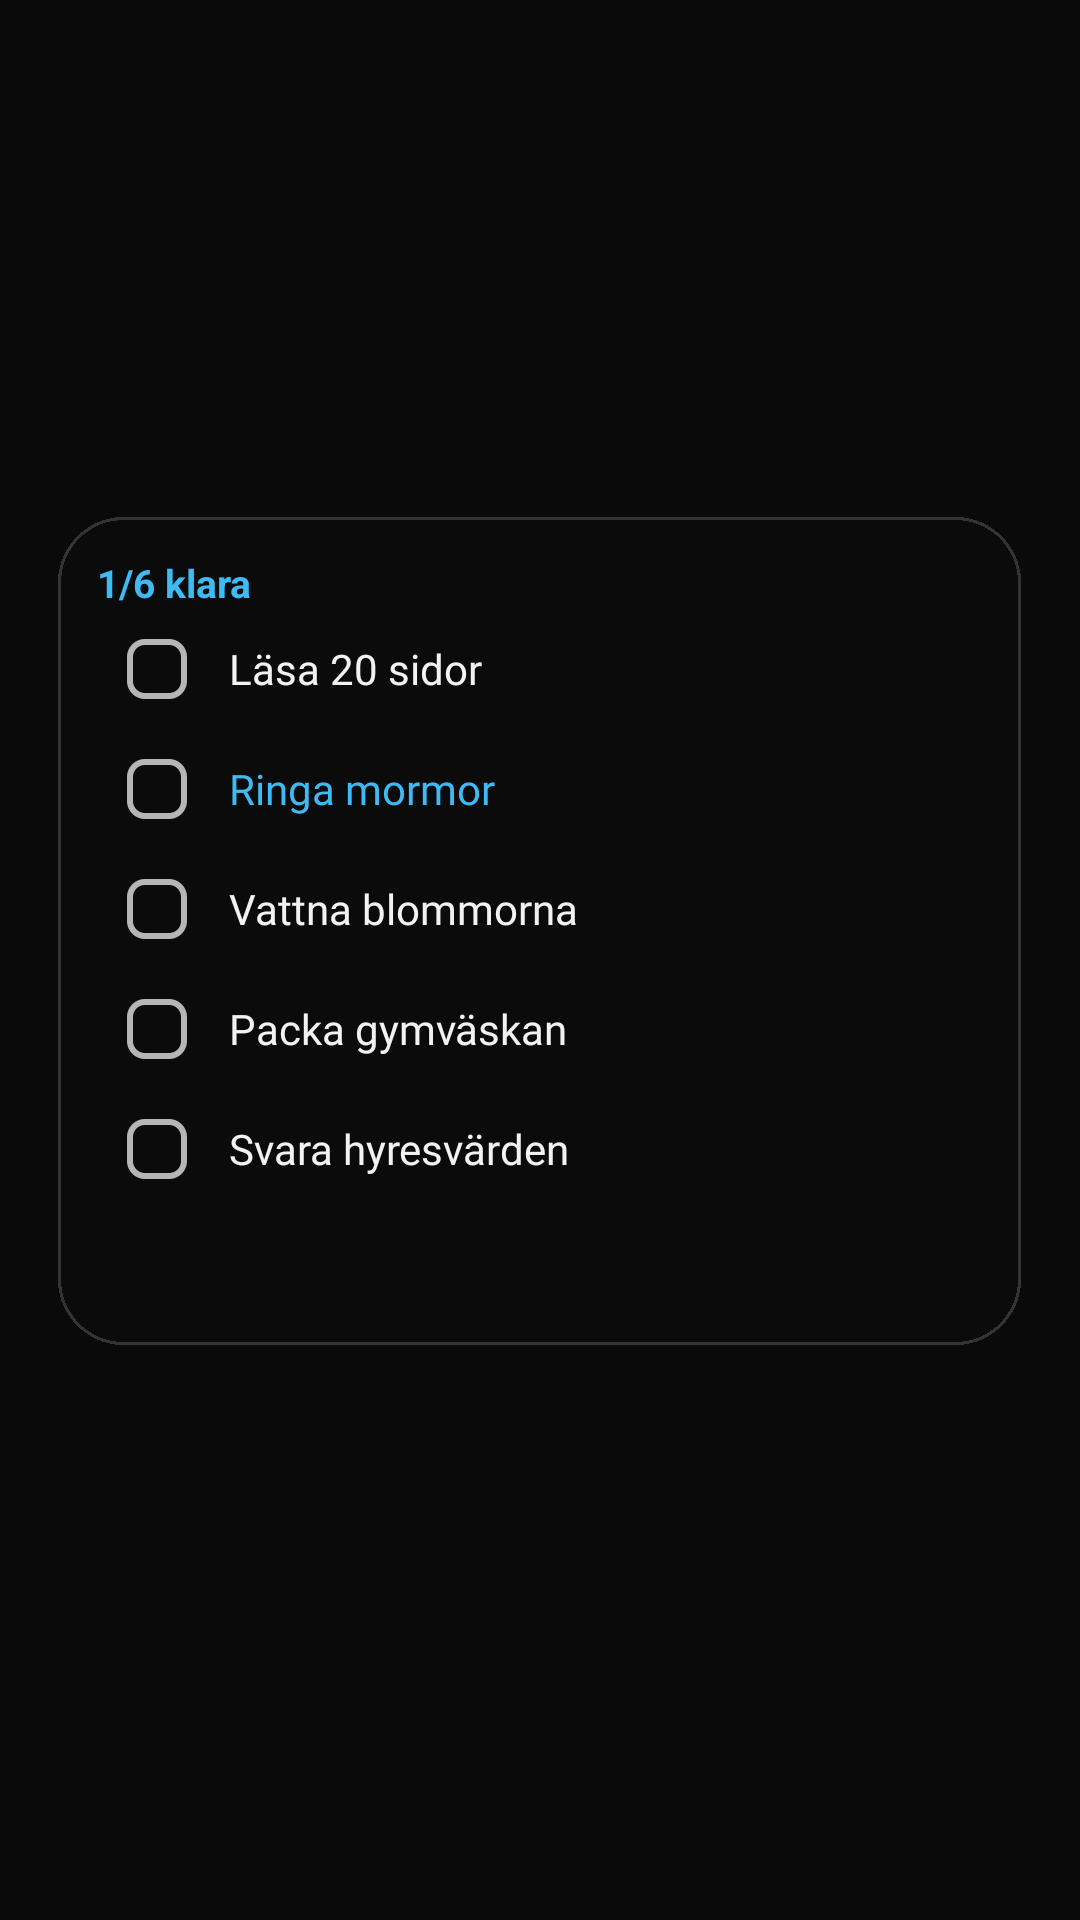 1/6 klara
Läsa 20 sidor
Ringa mormor
Vattna blommorna
Packa gymväskan
Svara hyresvärden